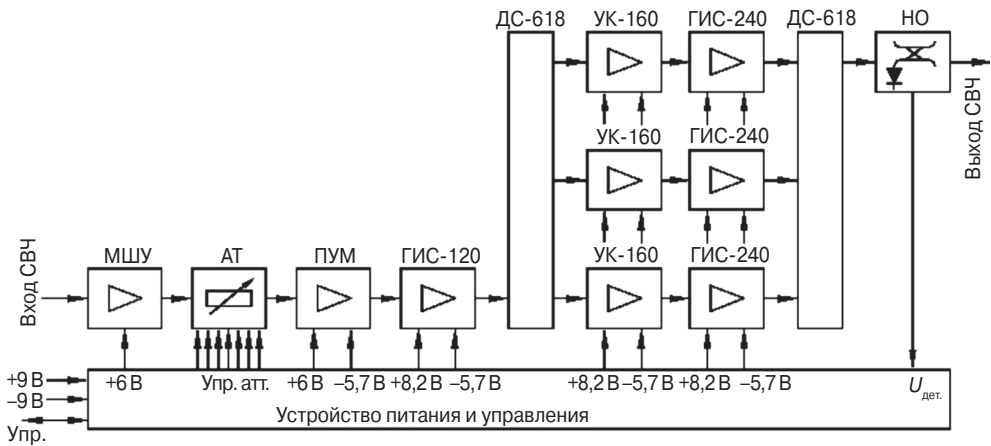 ДС-618 УК-160 ГИС-240 ДС-618 НО
Выход СВЧ
УК-160 ГИС-240
УК-160 ГИС-240
Вход СВЧ
МШУ АТ ПУМ ГИС-120
+9 В
−9 В
Упр.
+6 В Упр. атт. +6 В −5,7 В +8,2 В −5,7 В +8,2 В −5,7 В +8,2 В −5,7 В Uдет.
Устройство питания и управления